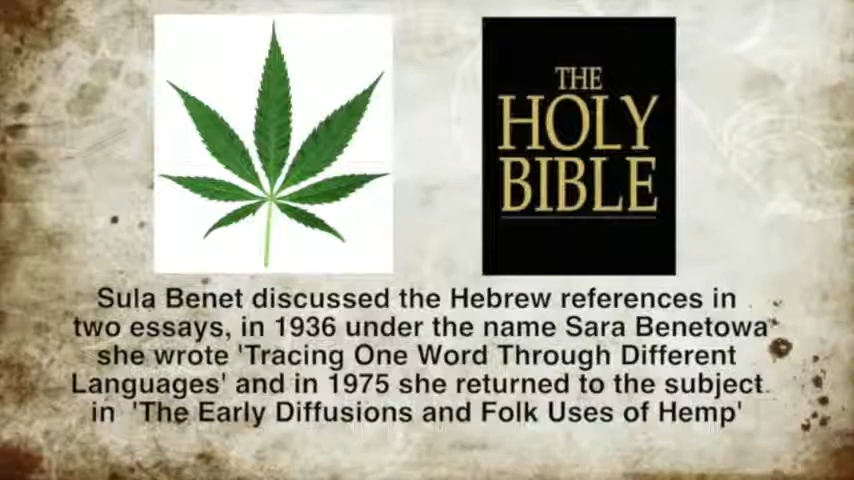 THE
HOLY
BIBLE
Sula Benet discussed the Hebrew references in
two essays, in 1936 under the name Sara Benetowa
she wrote 'Tracing One Word Through Different
Languages' and in 1975 she returned to the subject
in 'The Early Diffusions and Folk Uses of Hemp'